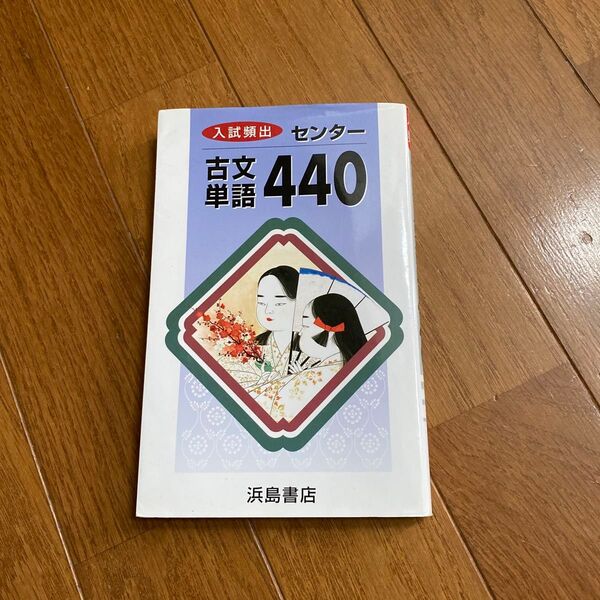 入試頻出 センター
古文
単語 440
浜島書店